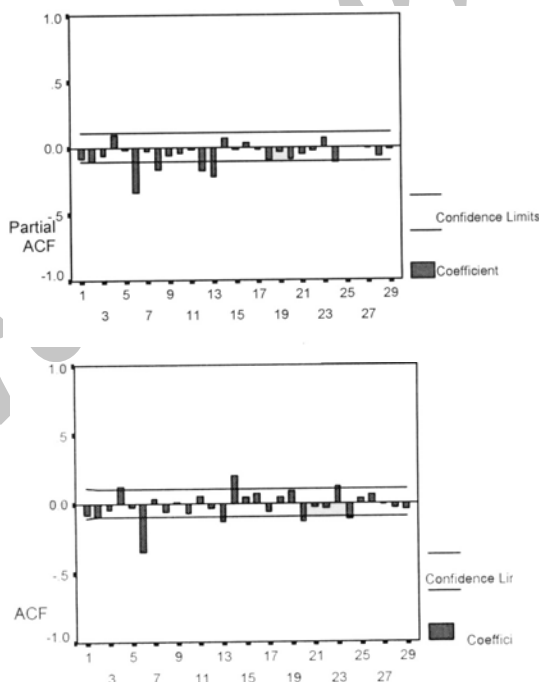 1.0
.5
0.0
-.5
-1.0
Partial
ACF
Confidence Limits
Coefficient
1 5 9 13 17 21 25 29
3 7 11 15 19 23 27
1.0
5
0.0
-.5
-1.0
ACF
Confidence Lir
Coeffici
1 5 9 13 17 21 25 29
3 7 11 15 19 23 27